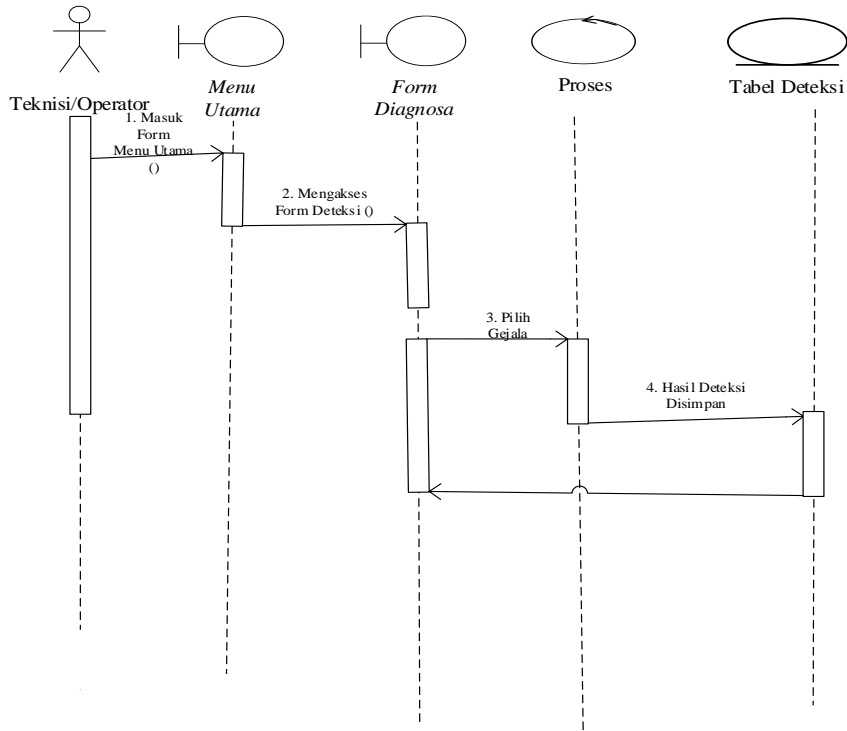 Teknisi/Operator
Menu
Utama
Form
Diagnosa
Proses
Tabel Deteksi
1. Masuk
Form
Menu Utama
()
2. Mengakses
Form Deteksi ()
3. Pilih
Gejala
4. Hasil Deteksi
Disimpan